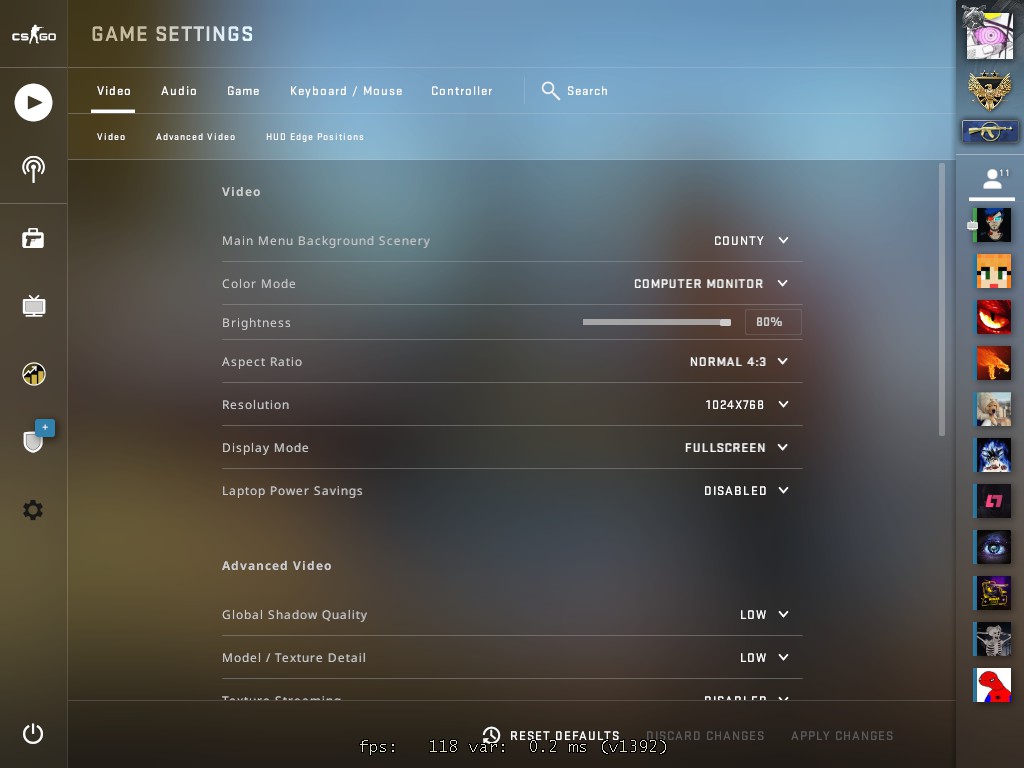 CS GO
GAME SETTINGS
Video Audio Game Keyboard / Mouse Controller Search
Video Advanced Video HUD Edge Positions
11
Video
Main Menu Background Scenery COUNTY
Color Mode COMPUTER MONITOR
Brightness 80%
Aspect Ratio NORMAL 4:3
Resolution 1024X768
Display Mode FULLSCREEN
+
Laptop Power Savings DISABLED
Advanced Video
Global Shadow Quality LOW
Model / Texture Detail LOW
Texture Streaming DISABLED
RESET DEFAULTS DISCARD CHANGES APPLY CHANGES
fps: 118 var: 0.2 ms (v1392)